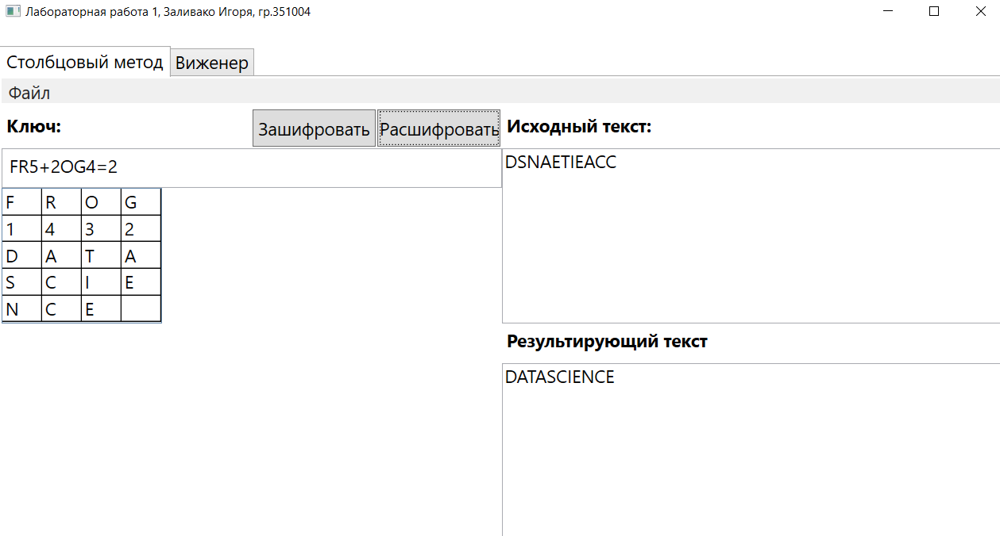 Лабораторная работа 1, Заливако Игоря, гр.351004
Столбцовый метод Виженер
Файл
Ключ: Зашифровать Расшифровать
FR5+2OG4=2
F R O G
1 4 3 2
D A T A
S C I E
N C E
Исходный текст:
DSNAETIEACC
Результирующий текст
DATASCIENCE